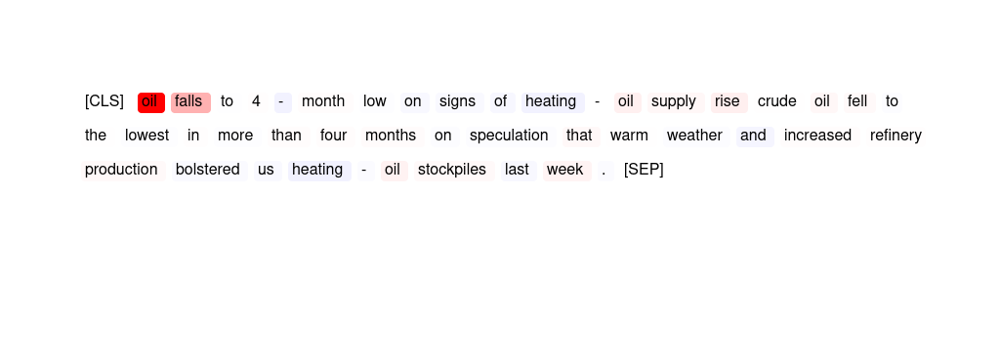 [CLS] oil falls to 4 - month low on signs of heating - oil supply rise crude oil fell to
the lowest in more than four months on speculation that warm weather and increased refinery
production bolstered us heating - oil stockpiles last week . [SEP]